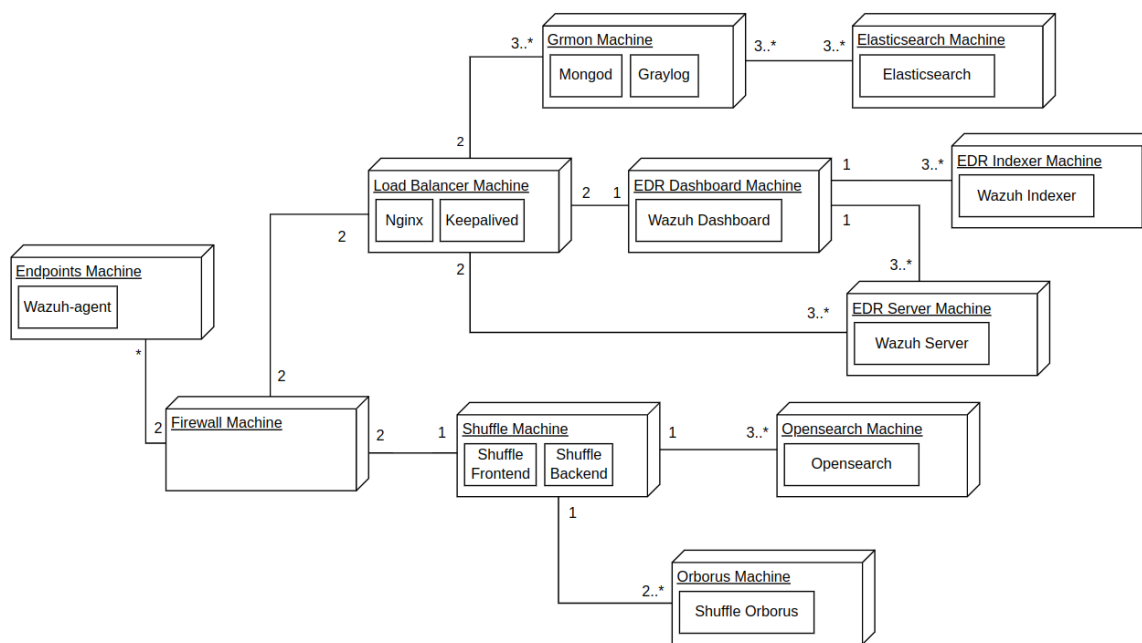 Grmon Machine
Mongod
Graylog
3..*
3..*
3..*
Elasticsearch Machine
Elasticsearch
2
Load Balancer Machine
Nginx
Keepalived
2
1
EDR Dashboard Machine
Wazuh Dashboard
1
3..*
EDR Indexer Machine
Wazuh Indexer
1
3..*
2
2
3..*
EDR Server Machine
Wazuh Server
Endpoints Machine
Wazuh-agent
*
2
2
Firewall Machine
2
1
Shuffle Machine
Shuffle
Frontend
Shuffle
Backend
1
3..*
Opensearch Machine
Opensearch
1
2..*
Orborus Machine
Shuffle Orborus